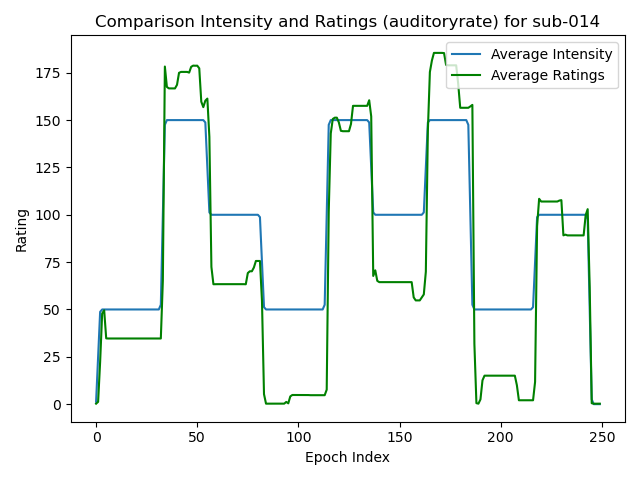 Comparison Intensity and Ratings (auditoryrate) for sub-014
Average Intensity
Average Ratings
175
150
125
100
75
50
25
0
Rating
0
50
100
150
200
250
Epoch Index